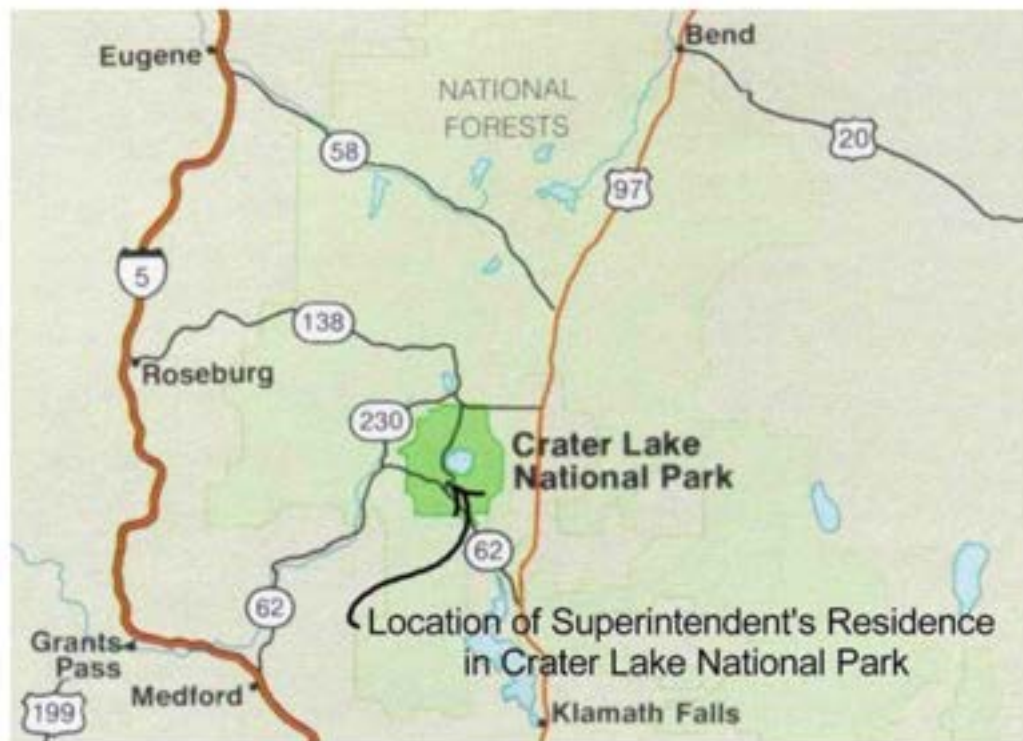 Eugene
Bend
NATIONAL
FORESTS
58
20
97
5
138
Roseburg
230
Crater Lake
National Park
62
62
Location of Superintendent's Residence
in Crater Lake National Park
Grants
Pass
Medford
199
Klamath Falls